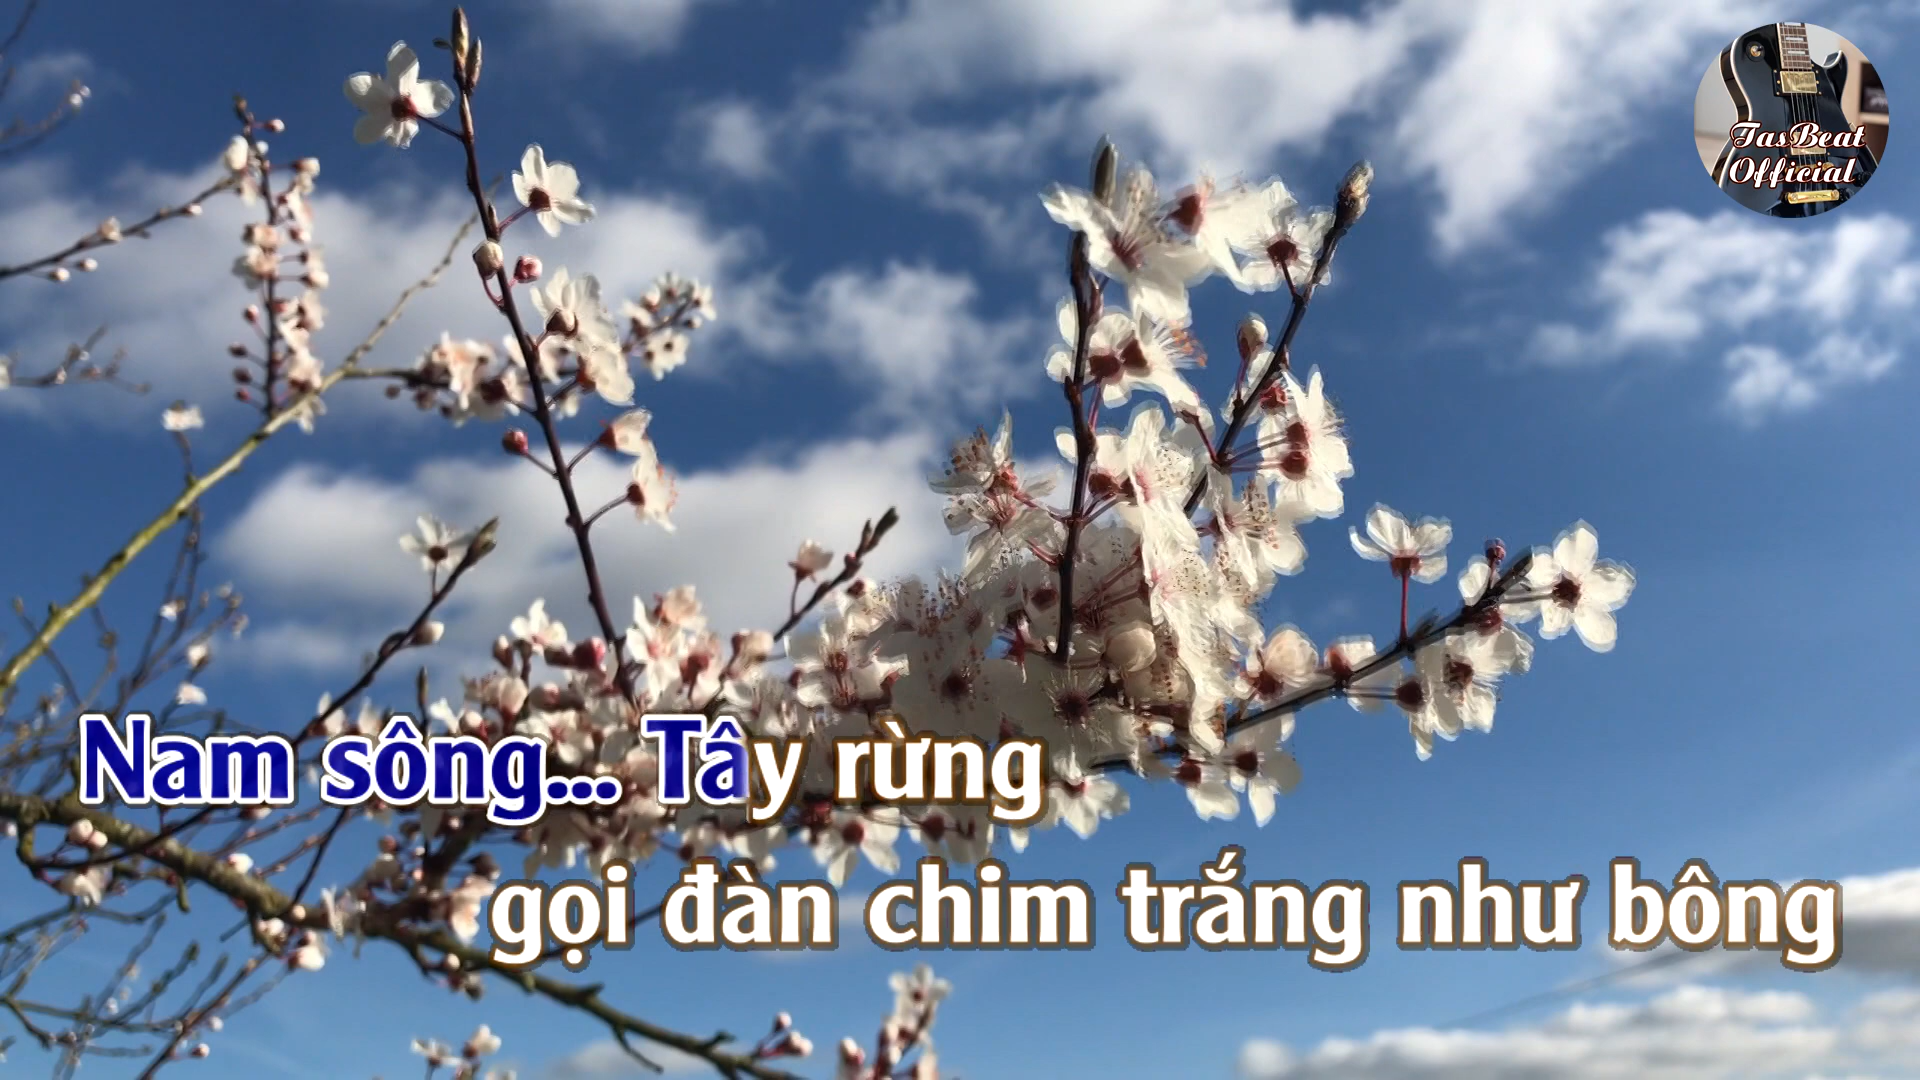 TasBeat
Official
Nam sông... Tây rừng
gọi đàn chim trắng như bông